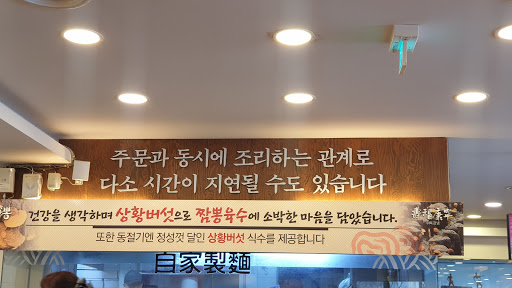 주문과 동시에 조리하는 관계로
다소 시간이 지연될 수도 있습니다
건강을 생각하며 상황버섯으로 짬뽕육수에 소박한 마음을 담았습니다.
또한 동절기엔 정성껏 달인 상황버섯 식수를 제공합니다
自家製麵